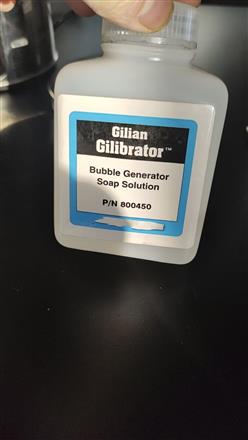 Gilian
Gilibrator™
Bubble Generator
Soap Solution
P/N 800450